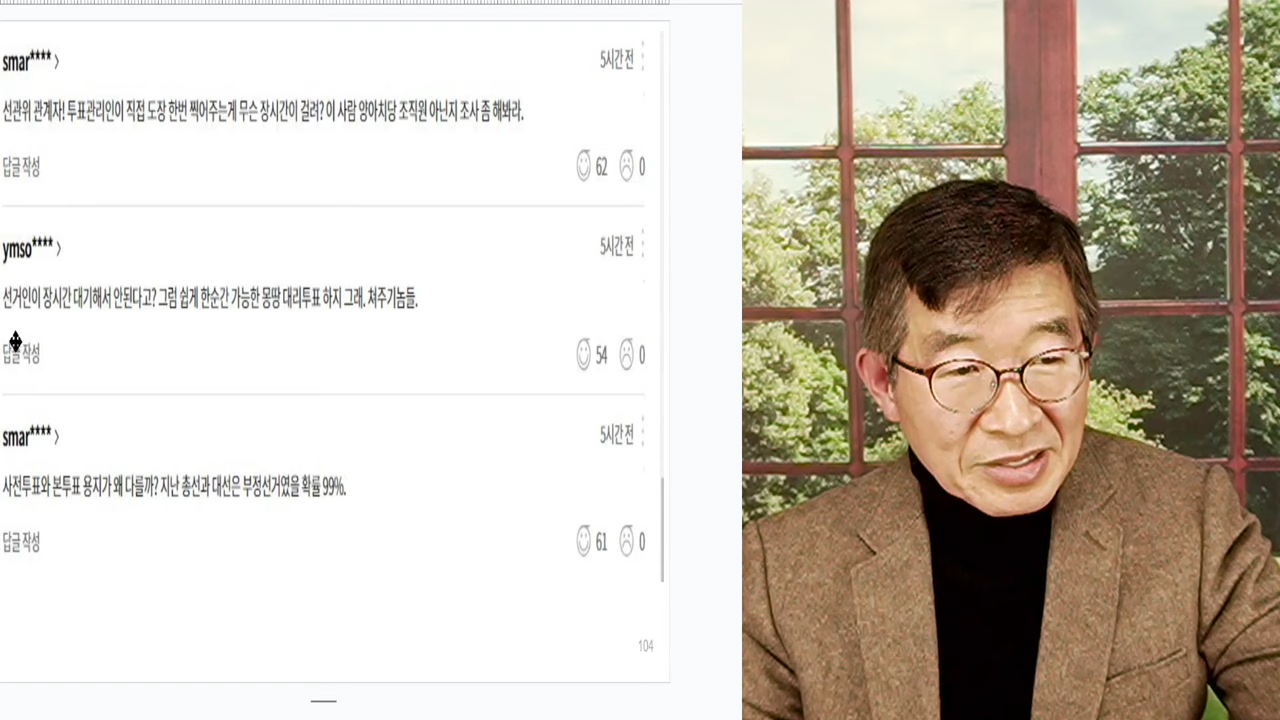 smar**** 〉
5시간 전
선관위 관계자! 투표관리인이 직접 도장 한번 찍어주는게 무슨 장시간이 걸려? 이 사람 양아치당 조직원 아닌지 조사 좀 해봐라.
답글 작성
62 0
ymso**** 〉
5시간 전
선거인이 장시간 대기해서 안된다고? 그럼 쉽게 한순간 가능한 몽땅 대리투표 하지 그래, 쳐주기놈들.
답글 작성
54 0
smar**** 〉
5시간 전
사전투표와 본투표 용지가 왜 다를까? 지난 총선과 대선은 부정선거였을 확률 99%.
답글 작성
61 0
104